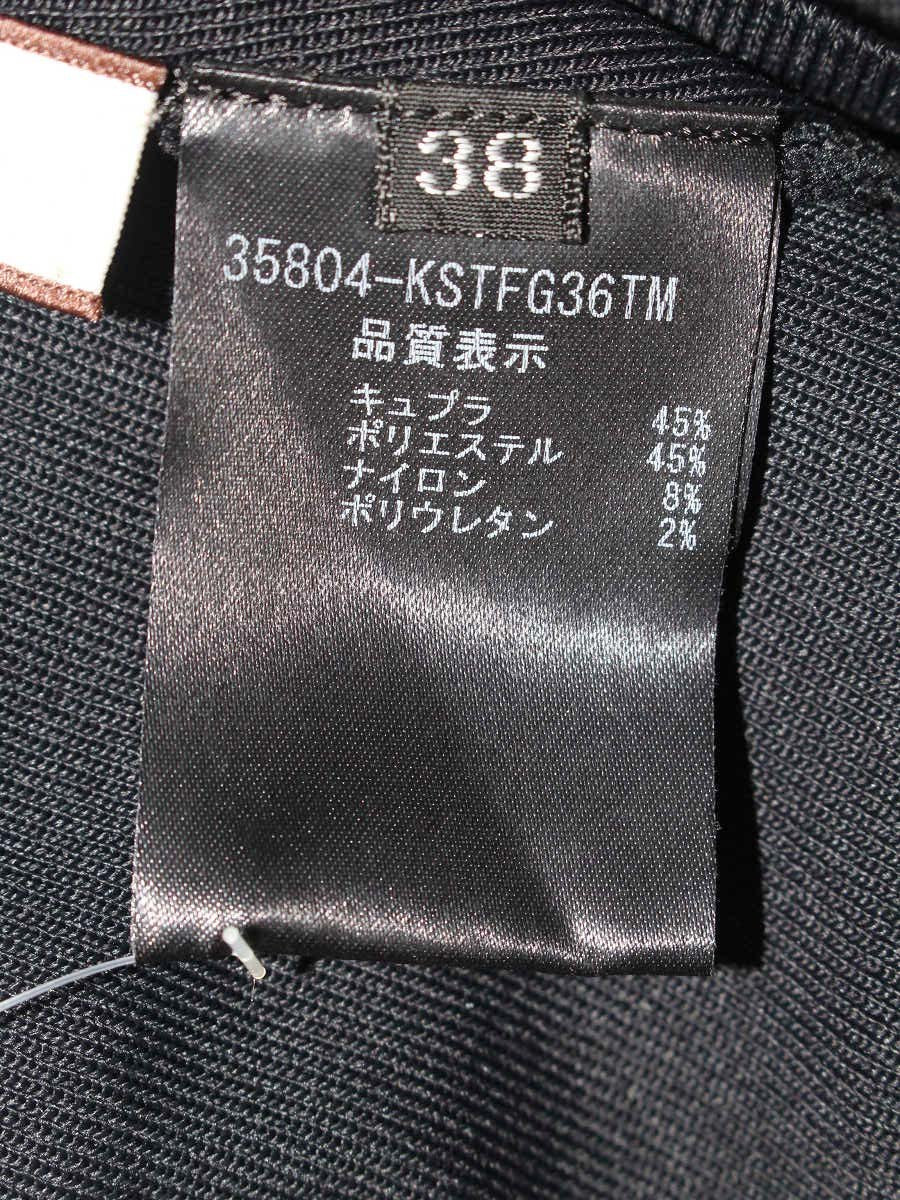 38
35804-KSTFG36TM
品質表示
キュプラ 45%
ポリエステル 45%
ナイロン 8%
ポリウレタン 2%